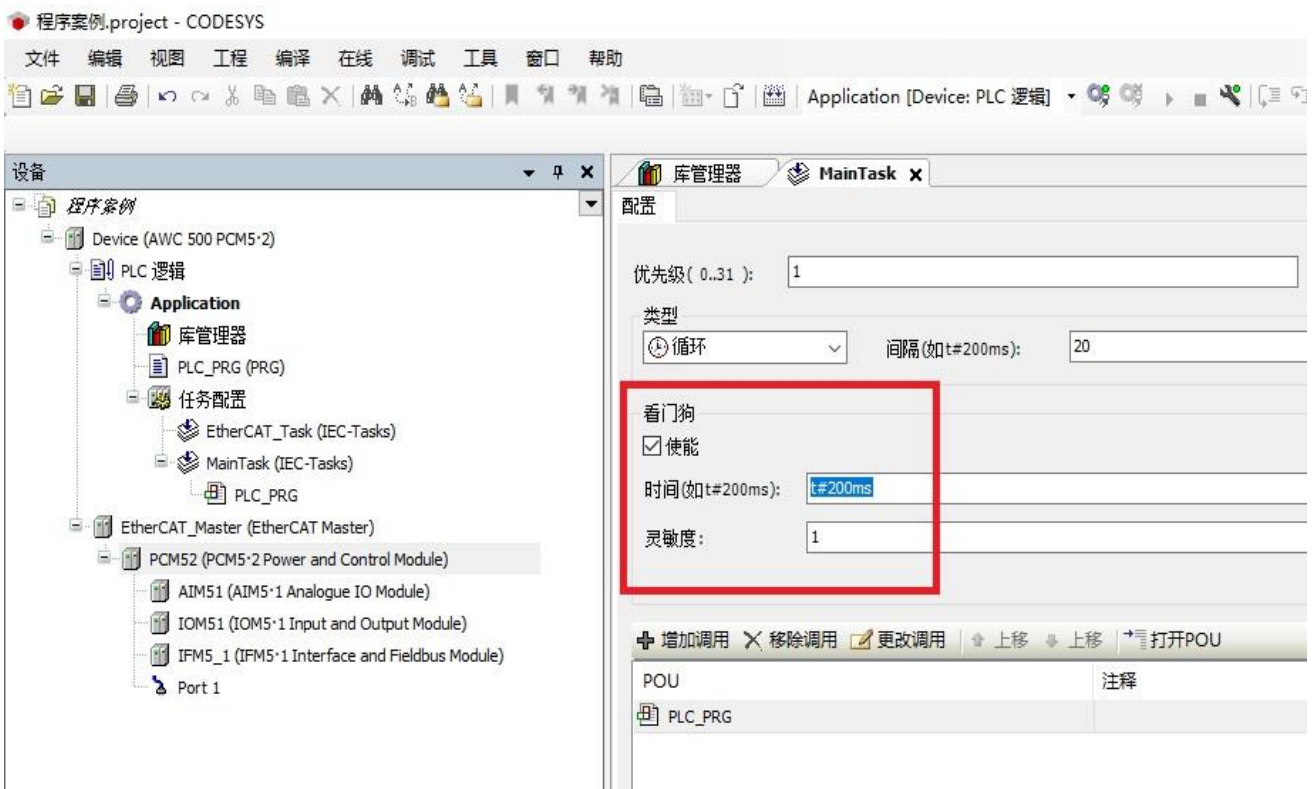 程序案例.project - CODESYS
文件 编辑 视图 工程 编译 在线 调试 工具 窗口 帮助
Application [Device: PLC 逻辑]
设备
库管理器 MainTask
程序案例
配置
Device (AWC 500 PCM5·2)
PLC 逻辑
优先级( 0..31 ): 1
Application
类型
库管理器
循环 间隔(如t#200ms): 20
PLC_PRG (PRG)
任务配置
看门狗
EtherCAT_Task (IEC-Tasks)
使能
MainTask (IEC-Tasks)
时间(如t#200ms): t#200ms
PLC_PRG
EtherCAT_Master (EtherCAT Master)
灵敏度: 1
PCM52 (PCM5·2 Power and Control Module)
AIM51 (AIM5·1 Analogue IO Module)
IOM51 (IOM5·1 Input and Output Module)
增加调用 移除调用 更改调用 上移 上移 打开POU
IFM5_1 (IFM5·1 Interface and Fieldbus Module)
POU 注释
Port 1
PLC_PRG